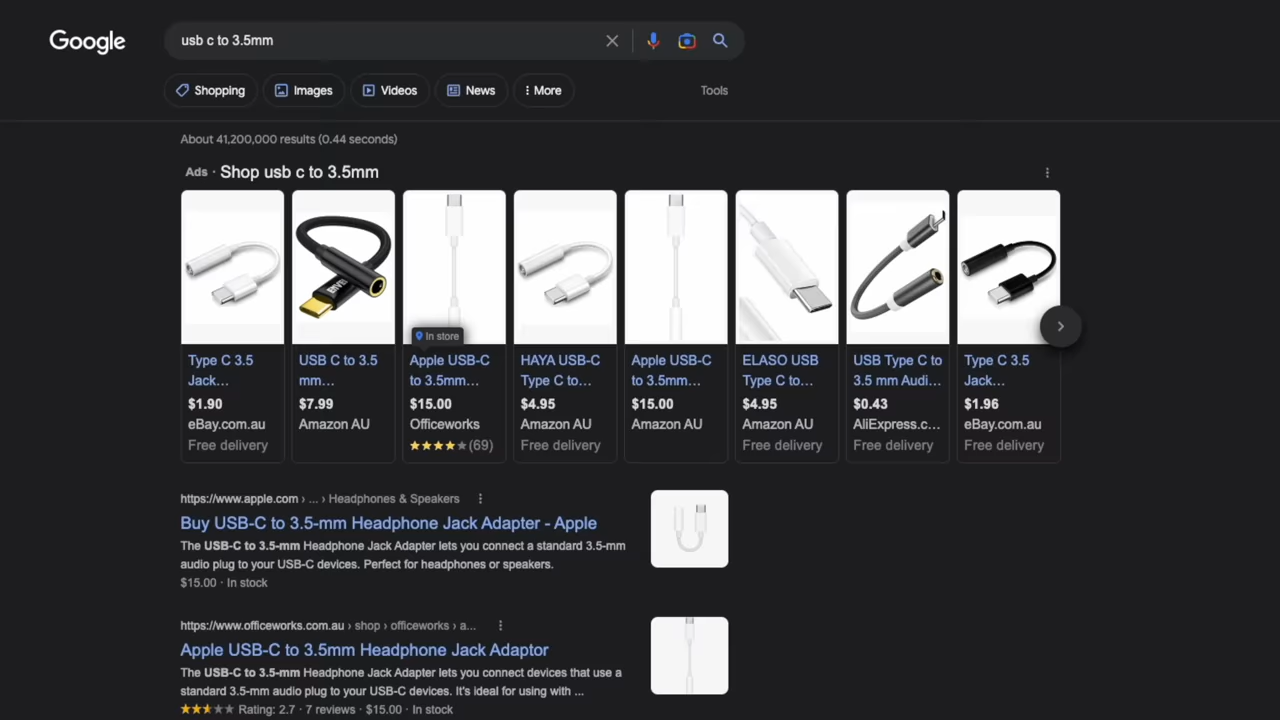 Google
usb c to 3.5mm
Shopping
Images
Videos
News
More
Tools
About 41,200,000 results (0.44 seconds)
Ads · Shop usb c to 3.5mm
In store
Type C 3.5
Jack...
$1.90
eBay.com.au
Free delivery
USB C to 3.5
mm...
$7.99
Amazon AU
Apple USB-C
to 3.5mm...
$15.00
Officeworks
(69)
HAYA USB-C
Type C to...
$4.95
Amazon AU
Free delivery
Apple USB-C
to 3.5mm...
$15.00
Amazon AU
ELASO USB
Type C to...
$4.95
Amazon AU
Free delivery
USB Type C to
3.5 mm Audi...
$0.43
AliExpress.c...
Free delivery
Type C 3.5
Jack...
$1.96
eBay.com.au
Free delivery
https://www.apple.com › ... › Headphones & Speakers
Buy USB-C to 3.5-mm Headphone Jack Adapter - Apple
The USB-C to 3.5-mm Headphone Jack Adapter lets you connect a standard 3.5-mm
audio plug to your USB-C devices. Perfect for headphones or speakers.
$15.00 · In stock
https://www.officeworks.com.au › shop › officeworks › a...
Apple USB-C to 3.5mm Headphone Jack Adaptor
The USB-C to 3.5-mm Headphone Jack Adapter lets you connect devices that use a
standard 3.5-mm audio plug to your USB-C devices. It's ideal for using with ...
Rating: 2.7 · 7 reviews · $15.00 · In stock